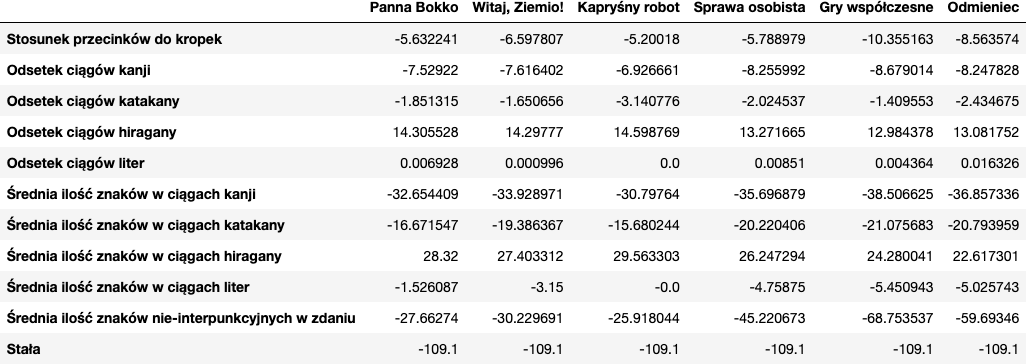 Panna Bokko Witaj, Ziemio! Kapryśny robot Sprawa osobista Gry współczesne Odmieniec
Stosunek przecinków do kropek -5.632241 -6.597807 -5.20018 -5.788979 -10.355163 -8.563574
Odsetek ciągów kanji -7.52922 -7.616402 -6.926661 -8.255992 -8.679014 -8.247828
Odsetek ciągów katakany -1.851315 -1.650656 -3.140776 -2.024537 -1.409553 -2.434675
Odsetek ciągów hiragany 14.305528 14.29777 14.598769 13.271665 12.984378 13.081752
Odsetek ciągów liter 0.006928 0.000996 0.0 0.00851 0.004364 0.016326
Średnia ilość znaków w ciągach kanji -32.654409 -33.928971 -30.79764 -35.696879 -38.506625 -36.857336
Średnia ilość znaków w ciągach katakany -16.671547 -19.386367 -15.680244 -20.220406 -21.075683 -20.793959
Średnia ilość znaków w ciągach hiragany 28.32 27.403312 29.563303 26.247294 24.280041 22.617301
Średnia ilość znaków w ciągach liter -1.526087 -3.15 -0.0 -4.75875 -5.450943 -5.025743
Średnia ilość znaków nie-interpunkcyjnych w zdaniu -27.66274 -30.229691 -25.918044 -45.220673 -68.753537 -59.69346
Stała -109.1 -109.1 -109.1 -109.1 -109.1 -109.1